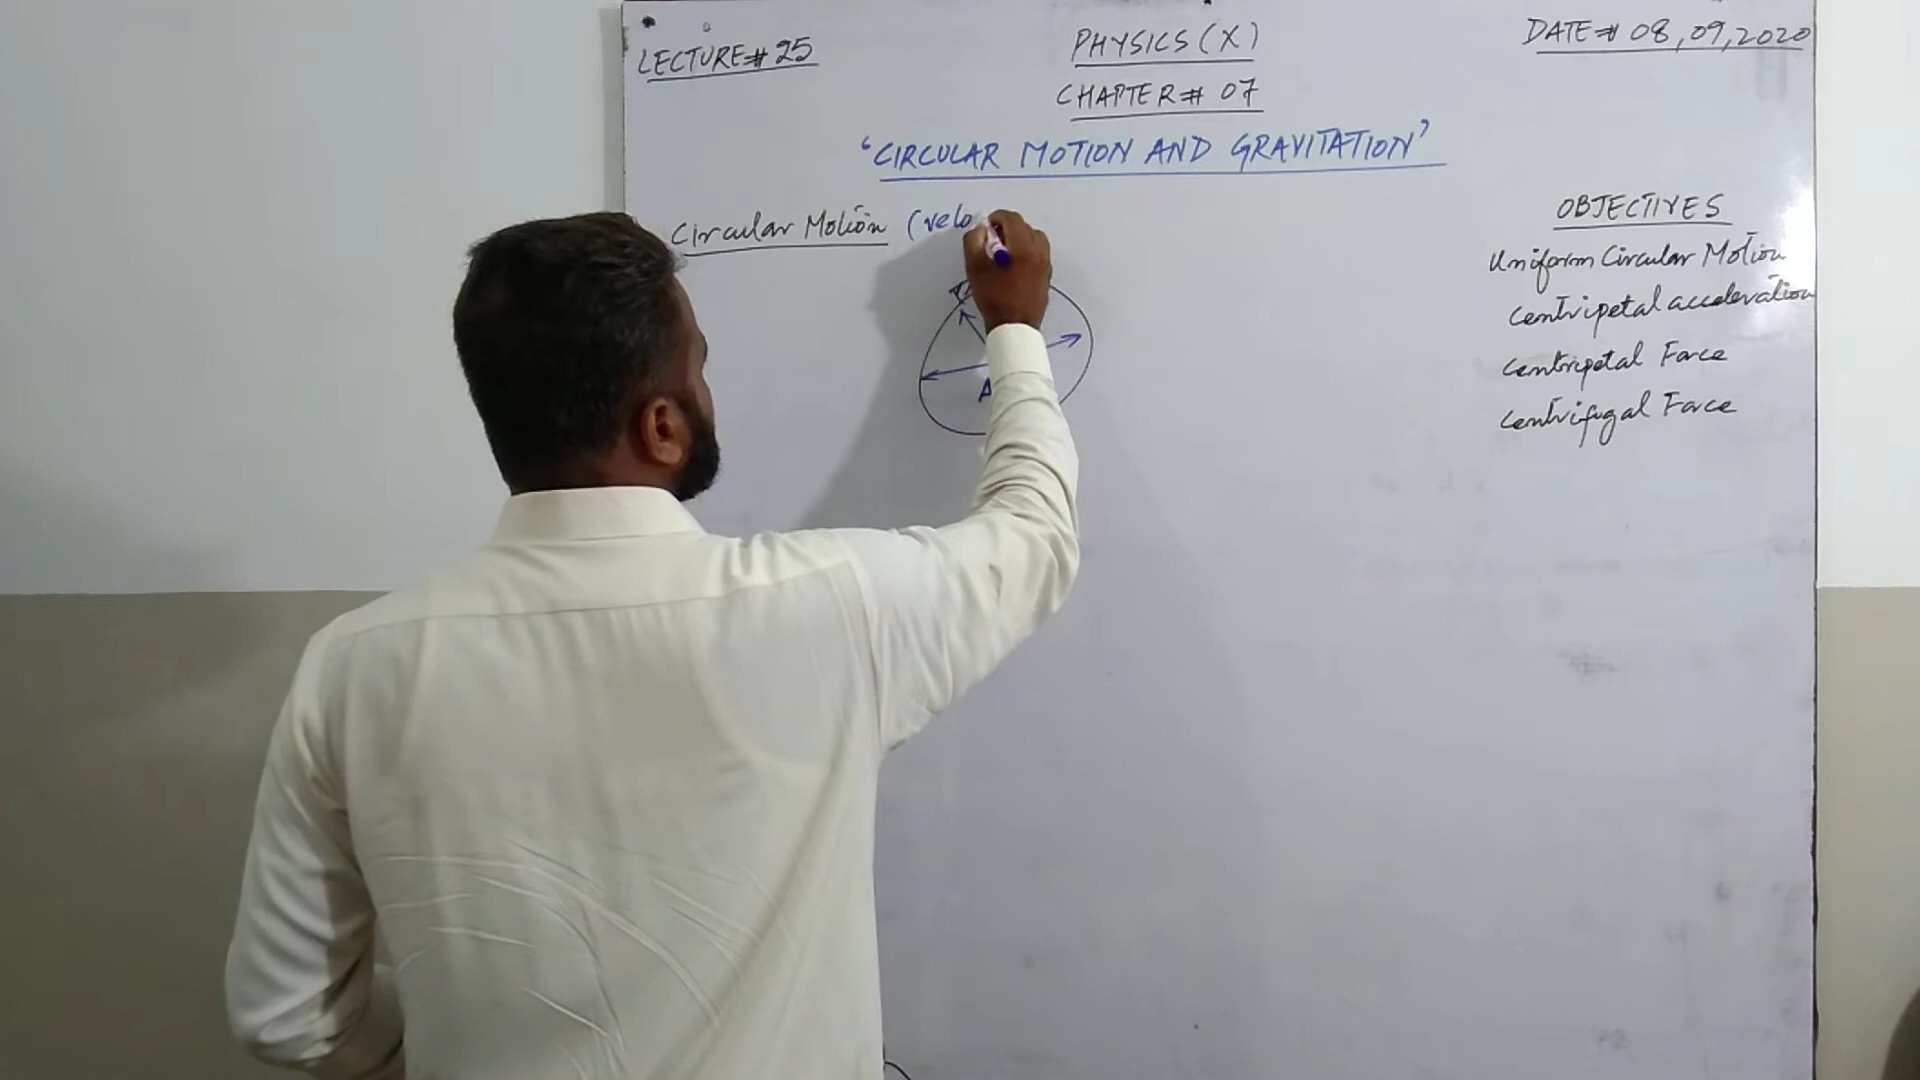 LECTURE# 25
PHYSICS (X)
DATE# 08,09,2020
CHAPTER# 07
'CIRCULAR MOTION AND GRAVITATION'
Circular Motion (velo
A
OBJECTIVES
Uniform Circular Motion
Centripetal acceleration
Centripetal Force
Centrifugal Force